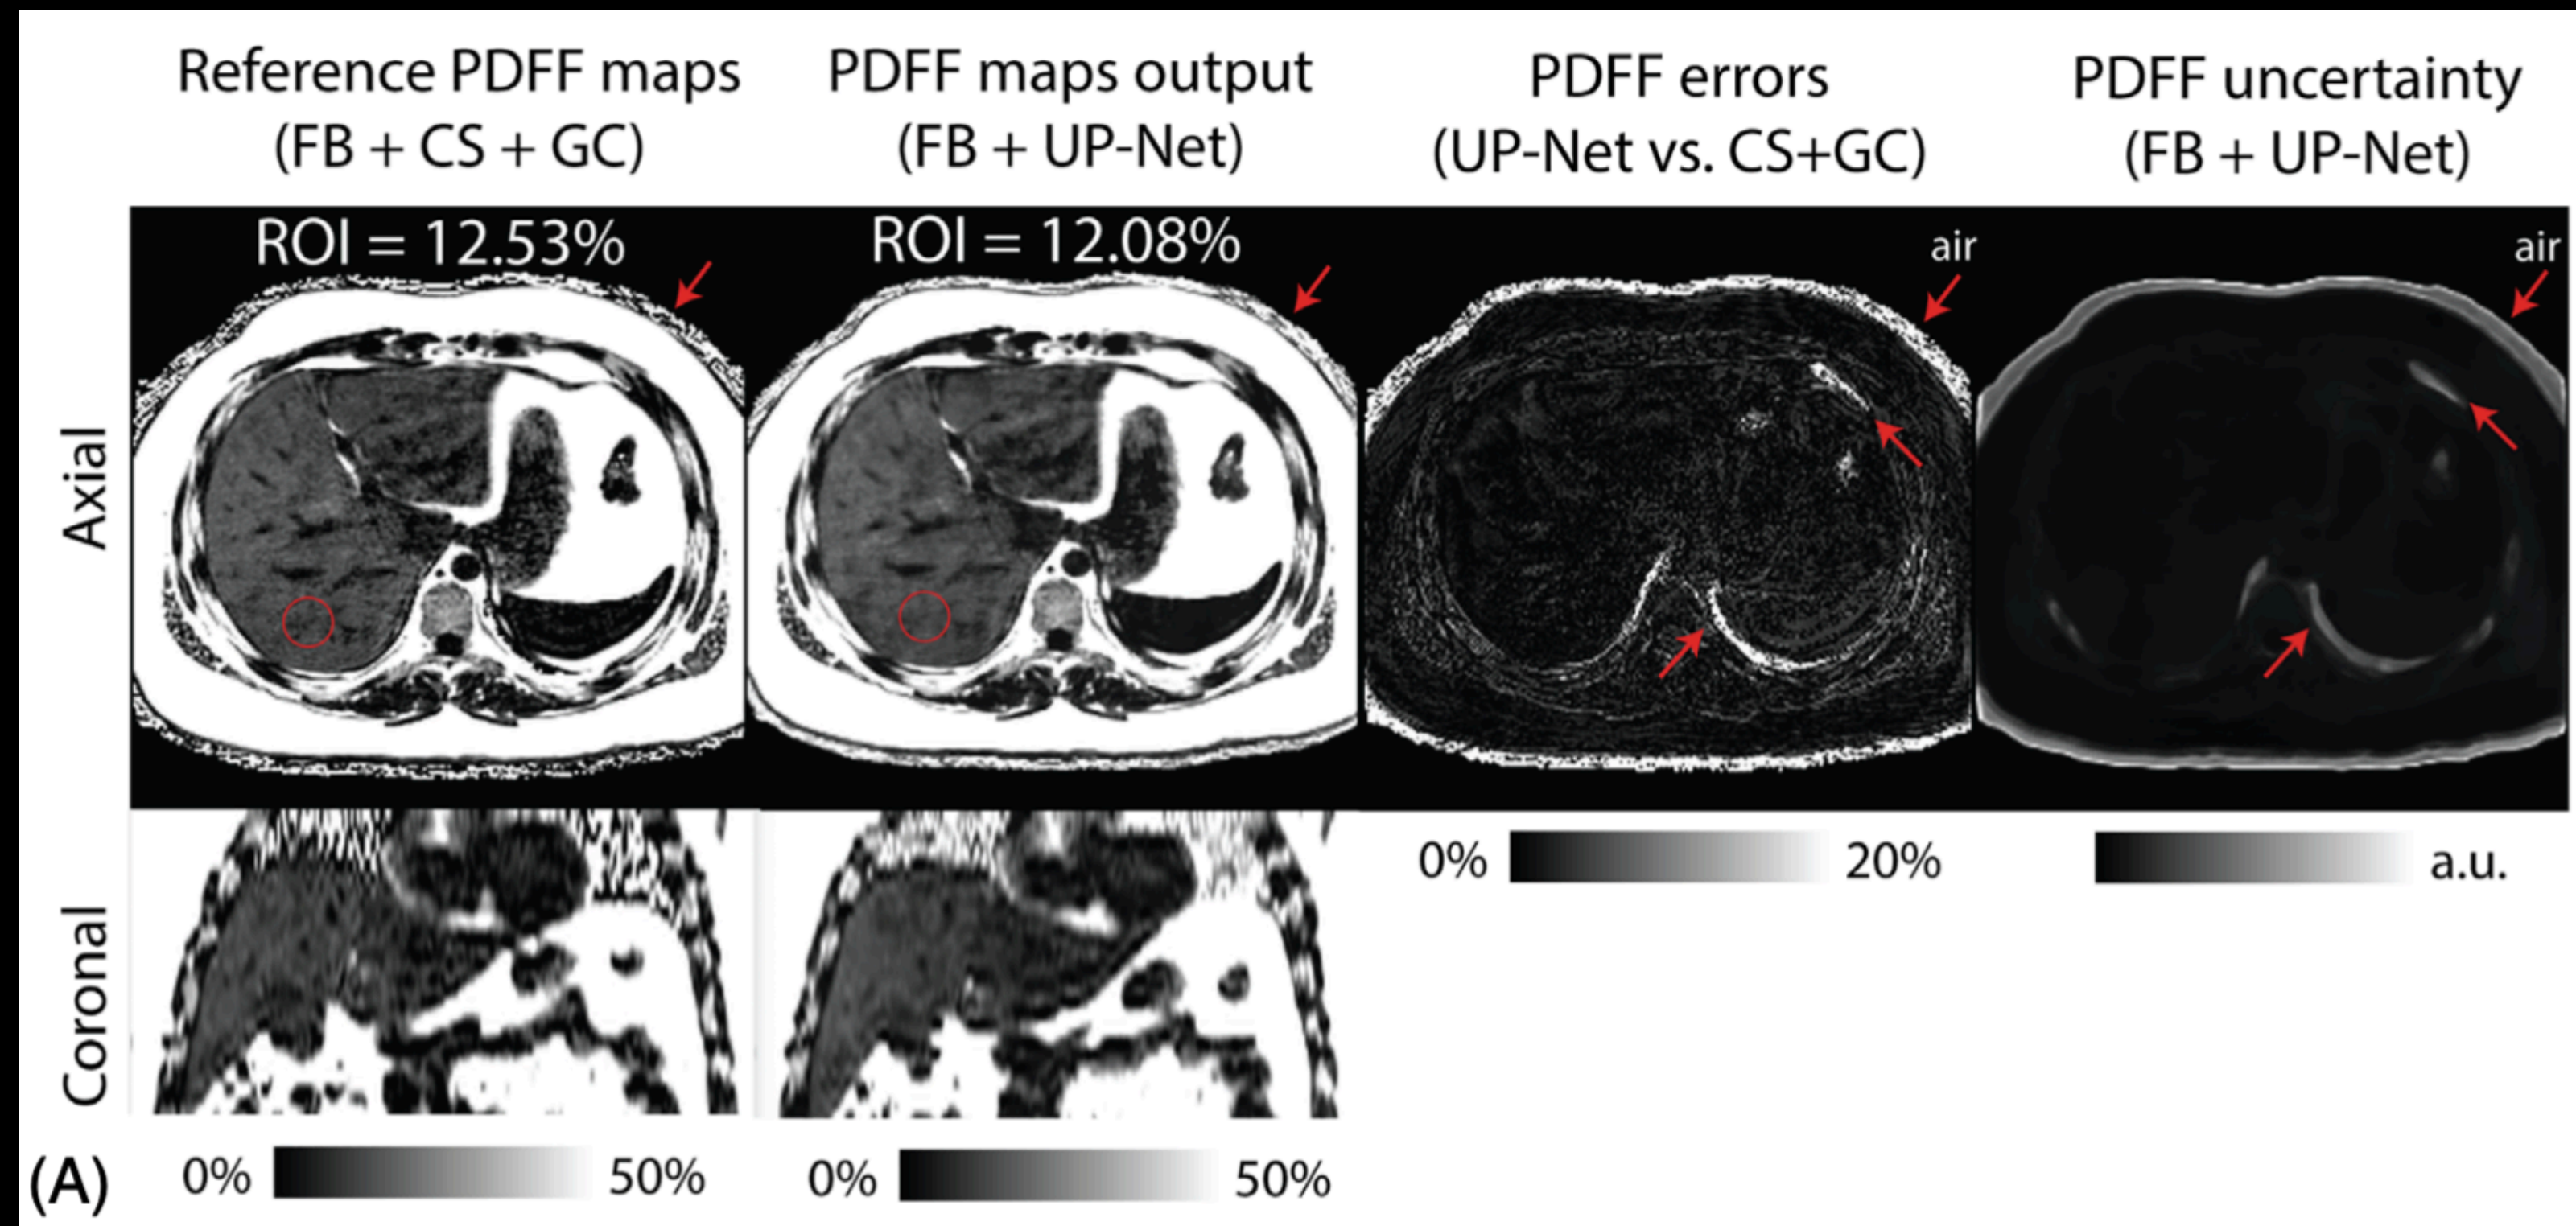 Reference PDFF maps
(FB + CS + GC)
PDFF maps output
(FB + UP-Net)
PDFF errors
(UP-Net vs. CS+GC)
PDFF uncertainty
(FB + UP-Net)
Axial
ROI = 12.53%
ROI = 12.08%
air
air
0%
20%
a.u.
Coronal
(A)
0%
50%
0%
50%